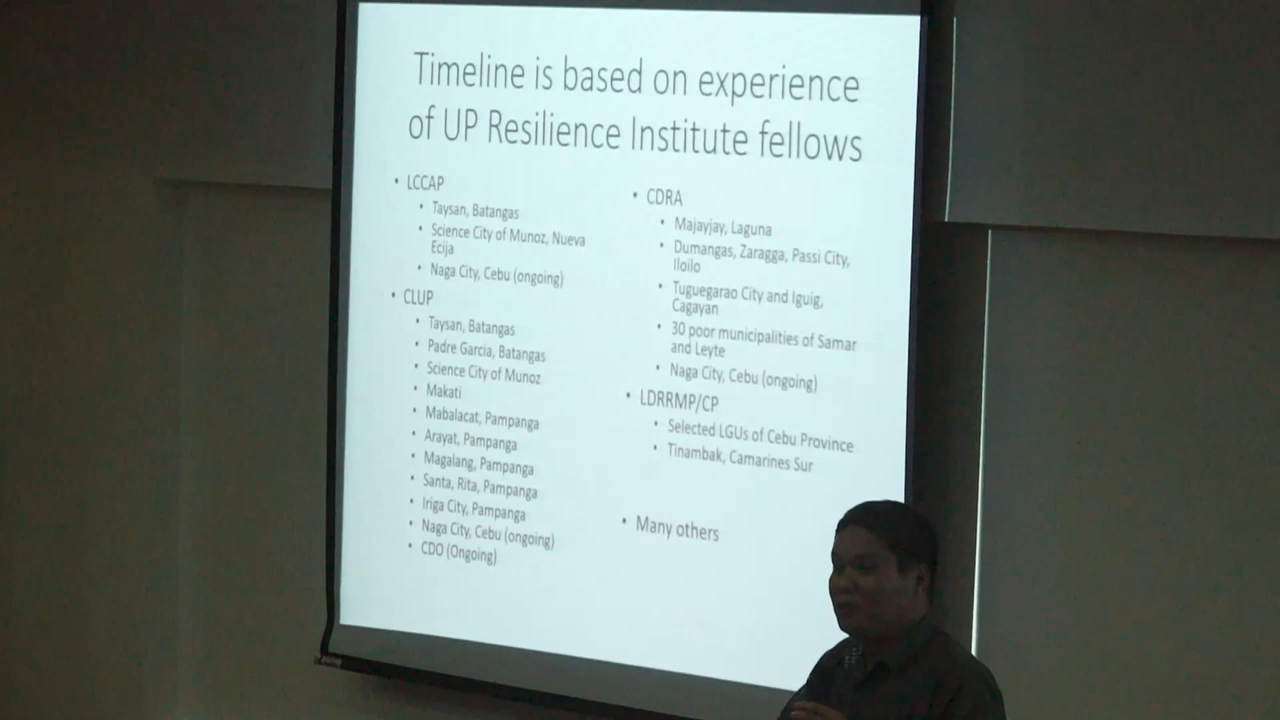 Timeline is based on experience
of UP Resilience Institute fellows
• LCCAP
• Taysan, Batangas
• Science City of Munoz, Nueva
Ecija
• Naga City, Cebu (ongoing)
• CLUP
• Taysan, Batangas
• Padre Garcia, Batangas
• Science City of Munoz
• Makati
• Mabalacat, Pampanga
• Arayat, Pampanga
• Magalang, Pampanga
• Santa, Rita, Pampanga
• Iriga City, Pampanga
• Naga City, Cebu (ongoing)
• CDO (Ongoing)
• CDRA
• Majayjay, Laguna
• Dumangas, Zaragga, Passi City,
Iloilo
• Tuguegarao City and Iguig,
Cagayan
• 30 poor municipalities of Samar
and Leyte
• Naga City, Cebu (ongoing)
• LDRRMP/CP
• Selected LGUs of Cebu Province
• Tinambak, Camarines Sur
• Many others